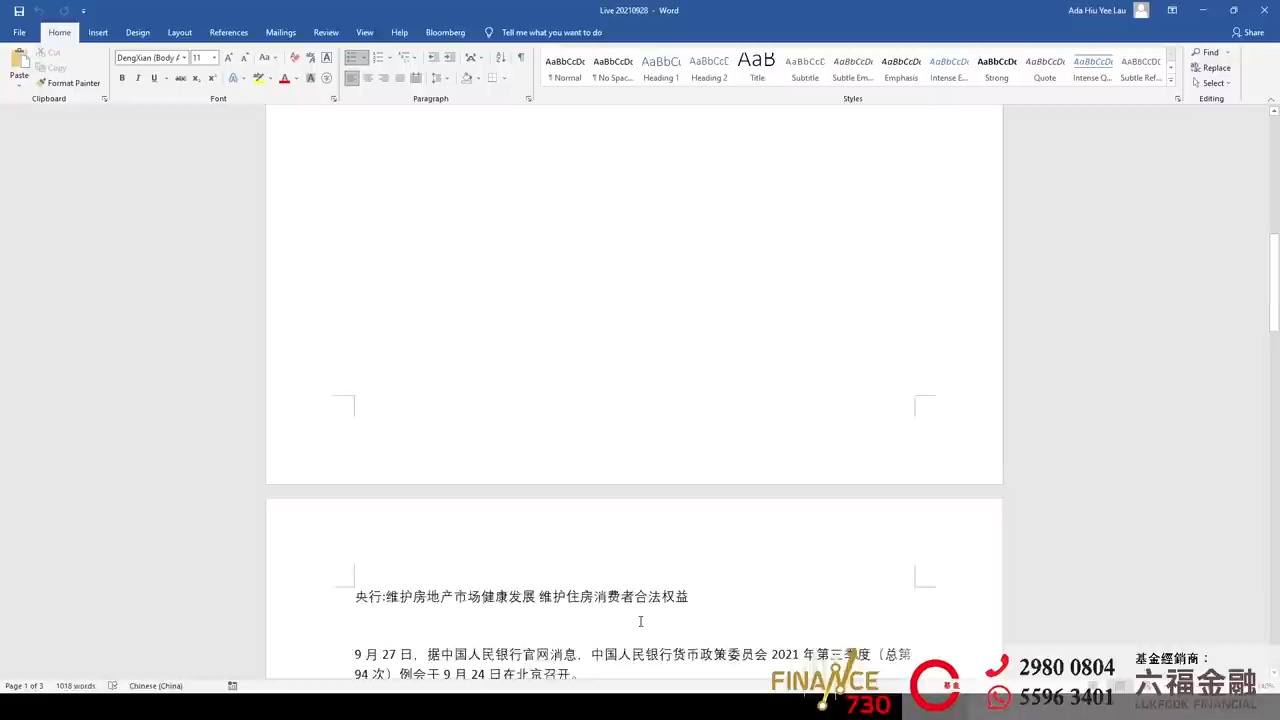 Live 20210928 - Word
Ada Hiu Yee Lau
File Home Insert Design Layout References Mailings Review View Help Bloomberg Tell me what you want to do Share
Paste
Cut
Copy
Format Painter
Clipboard
DengXian (Body A 11
Font
Paragraph
AaBbCcDc AaBbCcDc AaBbCc AaBbCcD AaB AaBbCcD AaBbCcDc AaBbCcDc AaBbCcDc AaBbCcDc AaBbCcDc AaBbCcDc AABBCCDD
¶ Normal ¶ No Spac... Heading 1 Heading 2 Title Subtitle Subtle Em... Emphasis Intense E... Strong Quote Intense Q... Subtle Ref...
Styles
Find
Replace
Select
Editing
央行:维护房地产市场健康发展 维护住房消费者合法权益
9 月 27 日，据中国人民银行官网消息，中国人民银行货币政策委员会 2021 年第三季度（总第
94 次）例会于 9 月 24 日在北京召开。
Page 1 of 3 1018 words Chinese (China)
FINANCE
730
基金
2980 0804
5596 3401
基金經銷商：
六福金融
LUKFOOK FINANCIAL